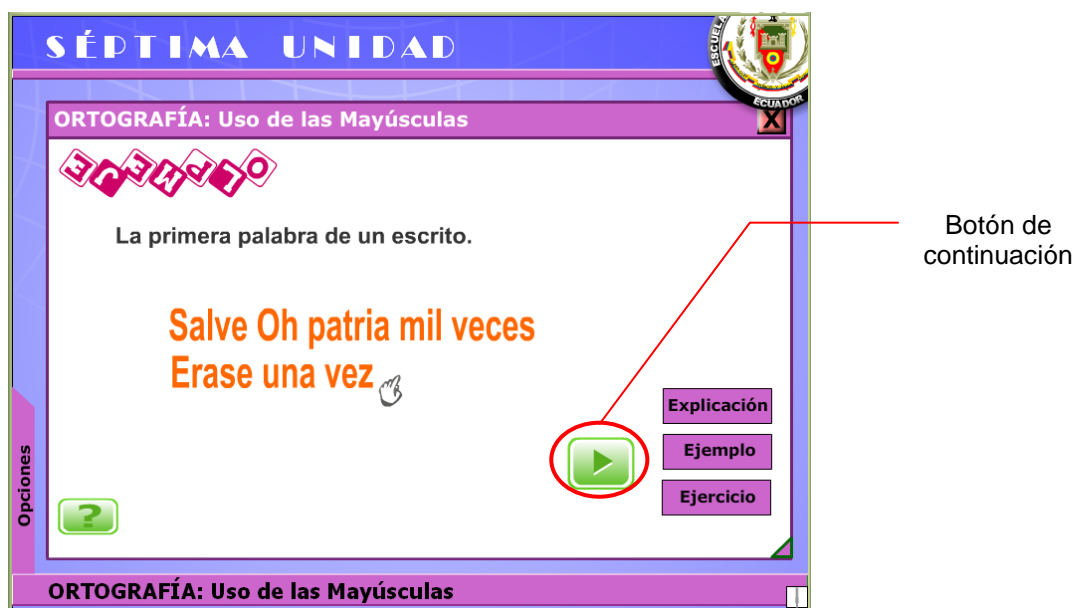 SÉPTIMA UNIDAD
ESCUELA
ECUADOR
ORTOGRAFÍA: Uso de las Mayúsculas
X
EJEMPLO
La primera palabra de un escrito.
Botón de
continuación
Salve Oh patria mil veces
Erase una vez
Explicación
Ejemplo
Ejercicio
Opciones
?
ORTOGRAFÍA: Uso de las Mayúsculas